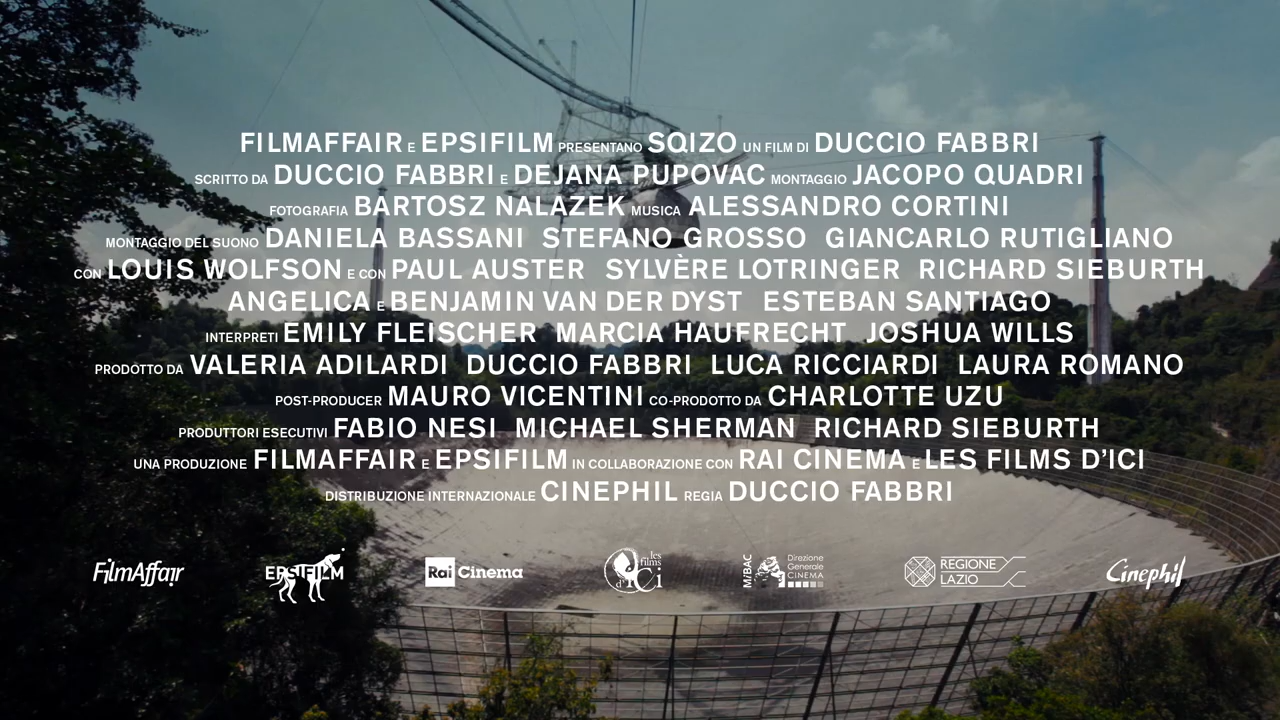 FILMAFFAIR E EPSIFILM PRESENTANO SQIZO UN FILM DI DUCCIO FABBRI
SCRITTO DA DUCCIO FABBRI E DEJANA PUPOVAC MONTAGGIO JACOPO QUADRI
FOTOGRAFIA BARTOSZ NALAZEK MUSICA ALESSANDRO CORTINI
MONTAGGIO DEL SUONO DANIELA BASSANI STEFANO GROSSO GIANCARLO RUTIGLIANO
CON LOUIS WOLFSON E CON PAUL AUSTER SYLVÈRE LOTRINGER RICHARD SIEBURTH
ANGELICA E BENJAMIN VAN DER DYST ESTEBAN SANTIAGO
INTERPRETI EMILY FLEISCHER MARCIA HAUFRECHT JOSHUA WILLS
PRODOTTO DA VALERIA ADILARDI DUCCIO FABBRI LUCA RICCIARDI LAURA ROMANO
POST-PRODUCER MAURO VICENTINI CO-PRODOTTO DA CHARLOTTE UZU
PRODUTTORI ESECUTIVI FABIO NESI MICHAEL SHERMAN RICHARD SIEBURTH
UNA PRODUZIONE FILMAFFAIR E EPSIFILM IN COLLABORAZIONE CON RAI CINEMA E LES FILMS D'ICI
DISTRIBUZIONE INTERNAZIONALE CINEPHIL REGIA DUCCIO FABBRI
FilmAffair
EPSIFILM
Rai Cinema
les films d'ici
MiBAC
Direzione
Generale
CINEMA
REGIONE
LAZIO
Cinephil